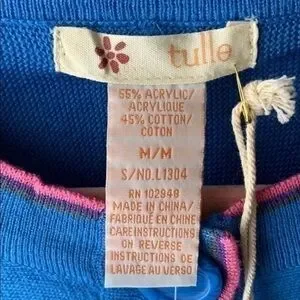 tulle
55% ACRYLIC/
ACRYLIQUE
45% COTTON/
COTON
M/M
S/NO.L1304
RN 102948
MADE IN CHINA/
FABRIQUÉ EN CHINE
CARE INSTRUCTIONS
ON REVERSE
INSTRUCTIONS DE
LAVAGE AU VERSO